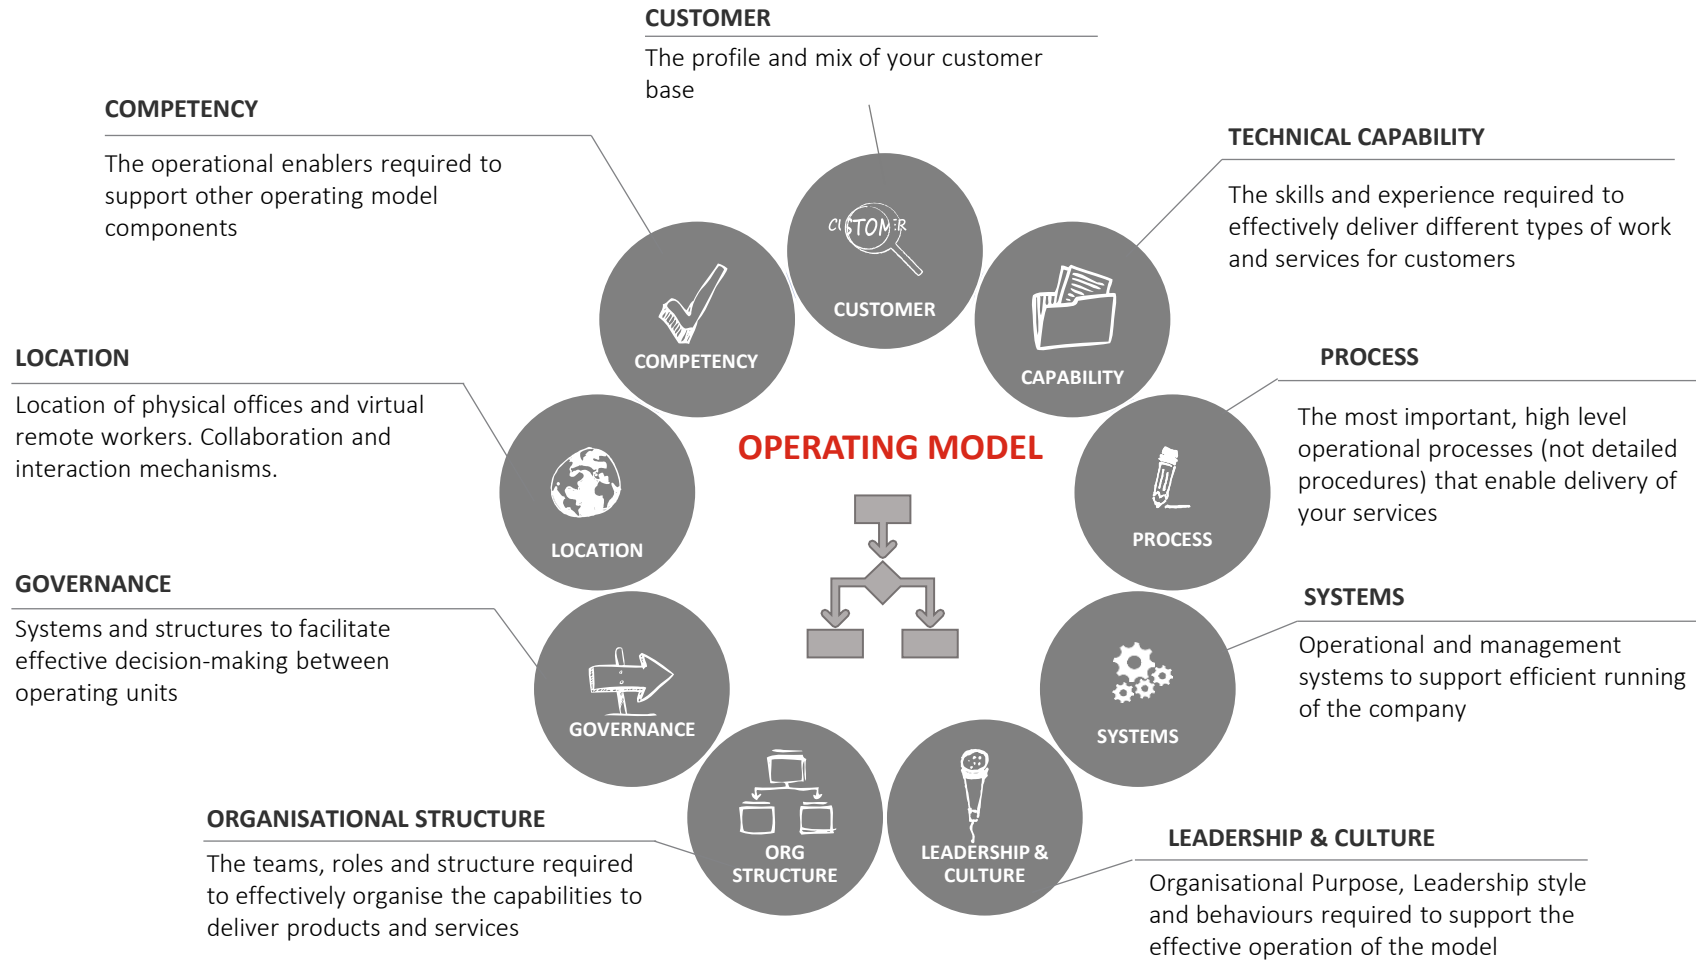 CUSTOMER
The profile and mix of your customer
base
COMPETENCY
The operational enablers required to
support other operating model
components
TECHNICAL CAPABILITY
The skills and experience required to
effectively deliver different types of work
and services for customers
LOCATION
Location of physical offices and virtual
remote workers. Collaboration and
interaction mechanisms.
PROCESS
The most important, high level
operational processes (not detailed
procedures) that enable delivery of
your services
GOVERNANCE
Systems and structures to facilitate
effective decision-making between
operating units
SYSTEMS
Operational and management
systems to support efficient running
of the company
ORGANISATIONAL STRUCTURE
The teams, roles and structure required
to effectively organise the capabilities to
deliver products and services
LEADERSHIP & CULTURE
Organisational Purpose, Leadership style
and behaviours required to support the
effective operation of the model
CUSTOMER
CUSTOMER
CAPABILITY
PROCESS
SYSTEMS
LEADERSHIP &
CULTURE
ORG
STRUCTURE
GOVERNANCE
LOCATION
COMPETENCY
OPERATING MODEL